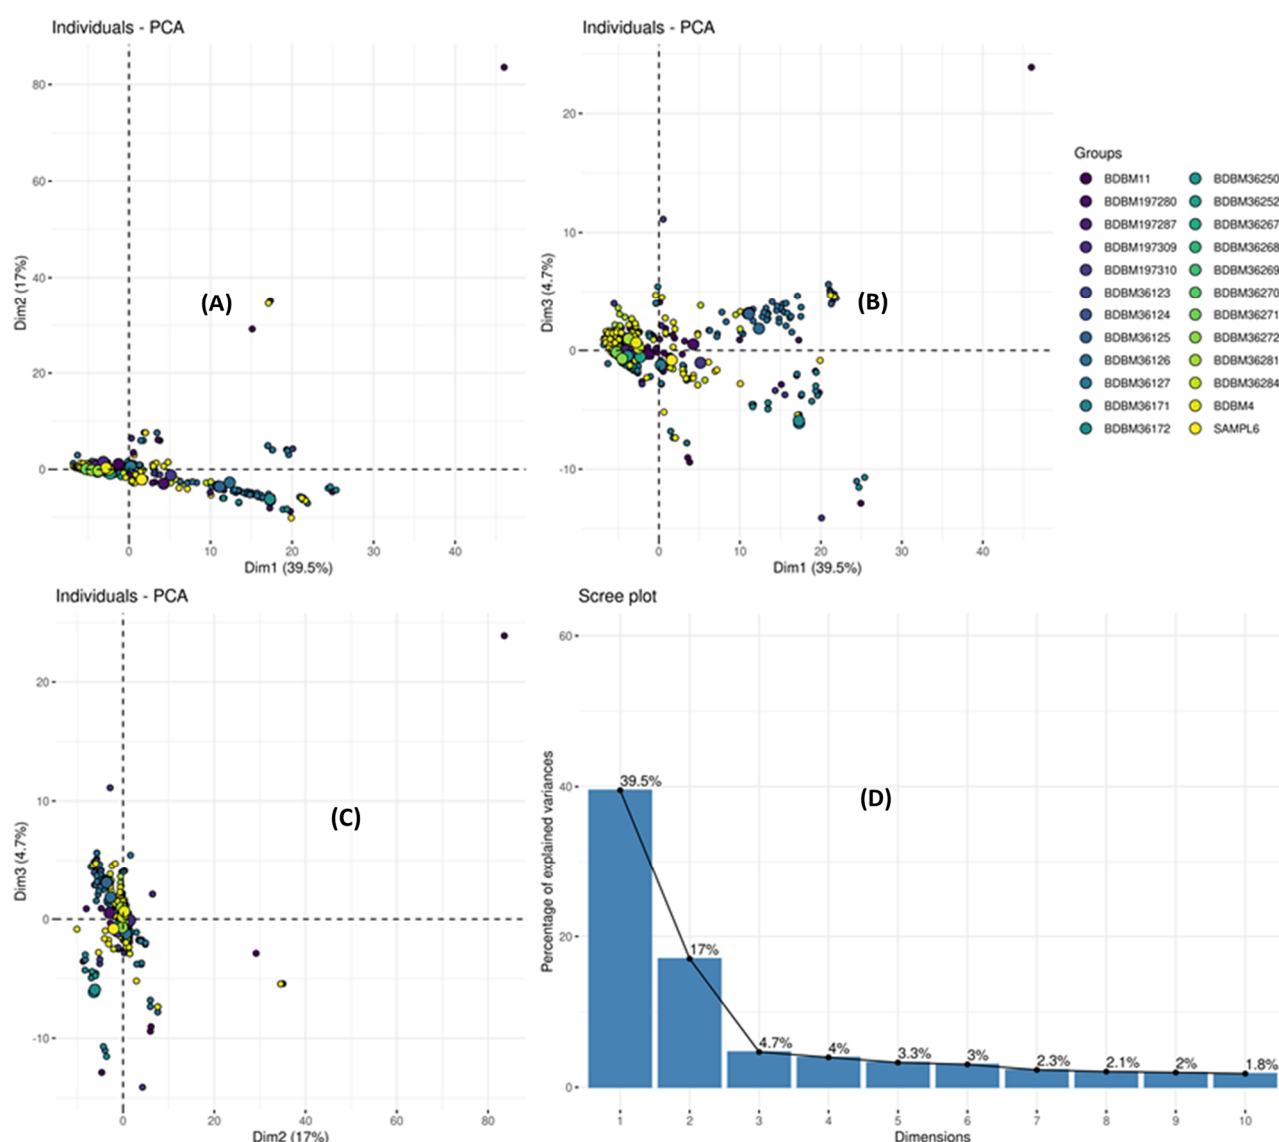 Individuals - PCA
Dim2 (17%)
80
60
40
20
0
(A)
0 10 20 30 40
Dim1 (39.5%)
Individuals - PCA
Dim3 (4.7%)
20
10
0
-10
(B)
0 10 20 30 40
Dim1 (39.5%)
Groups
BDBM11 BDBM36250
BDBM197280 BDBM36252
BDBM197287 BDBM36267
BDBM197309 BDBM36268
BDBM197310 BDBM36269
BDBM36123 BDBM36270
BDBM36124 BDBM36271
BDBM36125 BDBM36272
BDBM36126 BDBM36281
BDBM36127 BDBM36284
BDBM36171 BDBM4
BDBM36172 SAMPL6
Individuals - PCA
Dim3 (4.7%)
20
10
0
-10
(C)
0 20 40 60 80
Dim2 (17%)
Scree plot
Percentage of explained variances
60
40
20
0
(D)
39.5%
17%
4.7%
4%
3.3%
3%
2.3%
2.1%
2%
1.8%
1 2 3 4 5 6 7 8 9 10
Dimensions